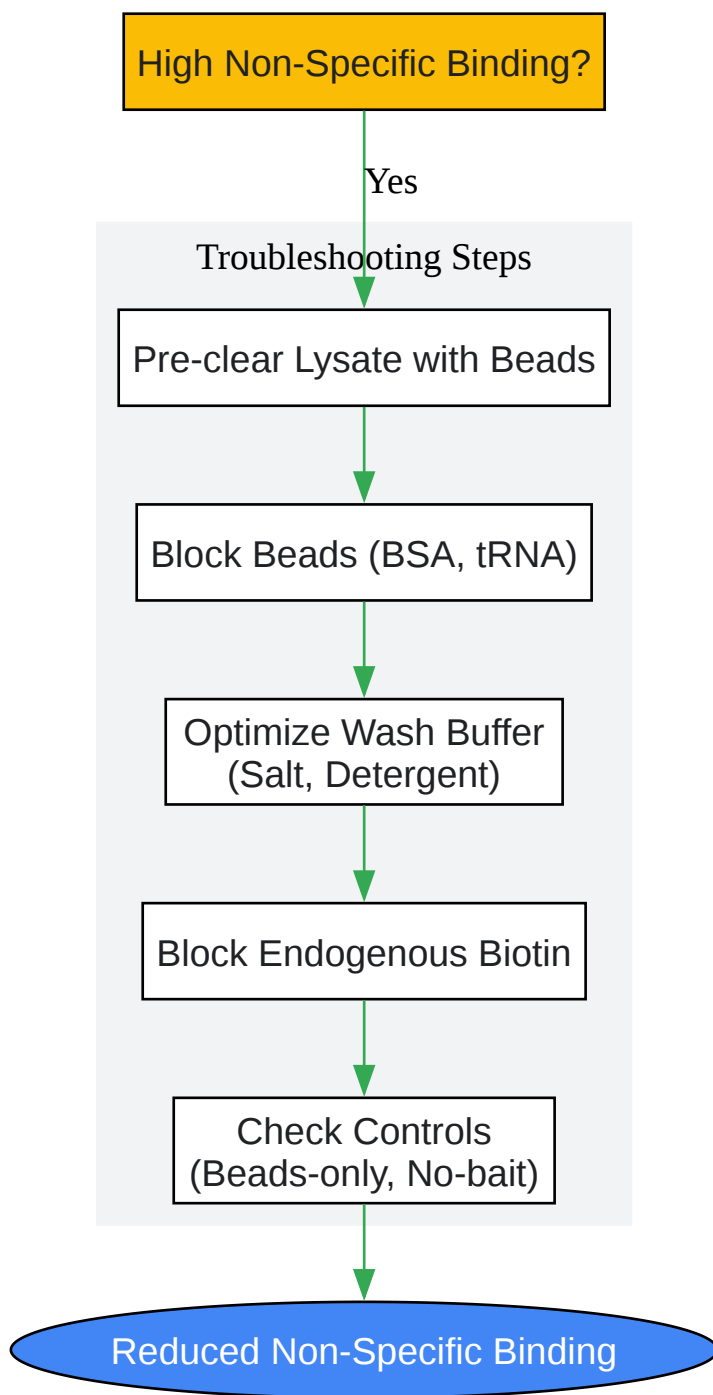 High Non-Specific Binding?
Yes
Troubleshooting Steps
Pre-clear Lysate with Beads
Block Beads (BSA, tRNA)
Optimize Wash Buffer
(Salt, Detergent)
Block Endogenous Biotin
Check Controls
(Beads-only, No-bait)
Reduced Non-Specific Binding